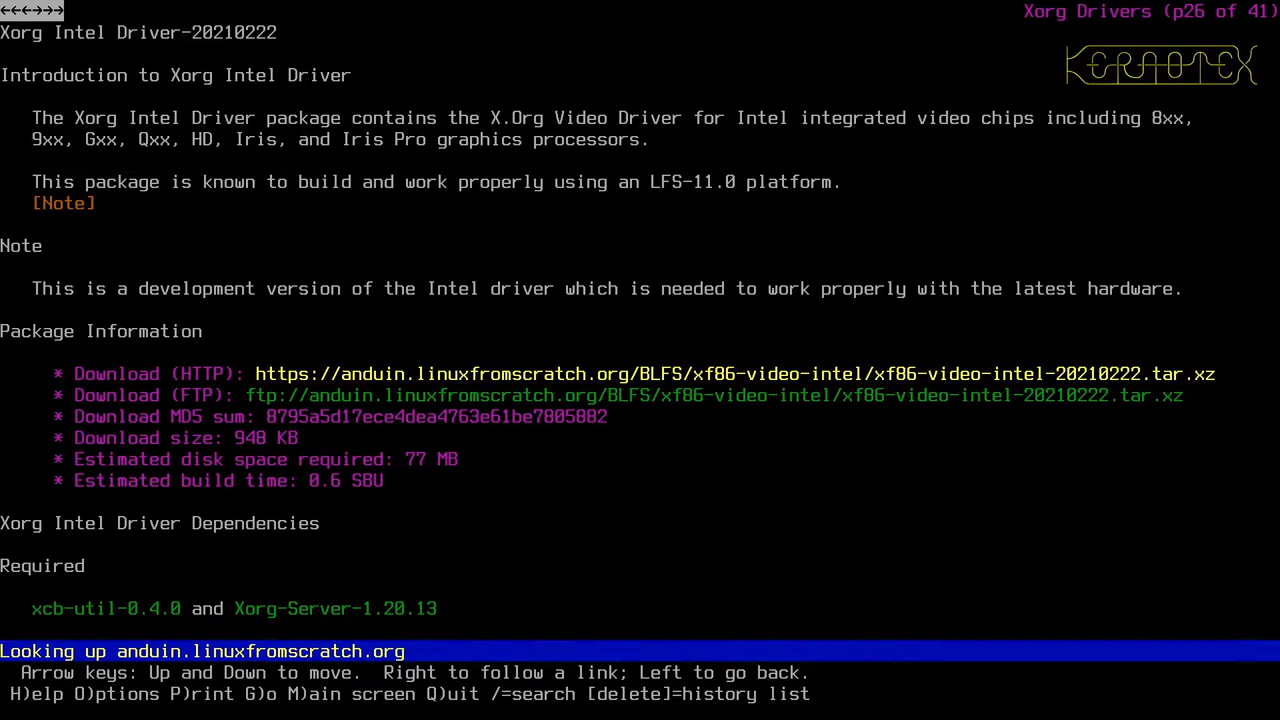 ←←←→→→ Xorg Drivers (p26 of 41)
Xorg Intel Driver-20210222
KERNOTEX
Introduction to Xorg Intel Driver
The Xorg Intel Driver package contains the X.Org Video Driver for Intel integrated video chips including 8xx,
9xx, Gxx, Qxx, HD, Iris, and Iris Pro graphics processors.
This package is known to build and work properly using an LFS-11.0 platform.
[Note]
Note
This is a development version of the Intel driver which is needed to work properly with the latest hardware.
Package Information
* Download (HTTP): https://anduin.linuxfromscratch.org/BLFS/xf86-video-intel/xf86-video-intel-20210222.tar.xz
* Download (FTP): ftp://anduin.linuxfromscratch.org/BLFS/xf86-video-intel/xf86-video-intel-20210222.tar.xz
* Download MD5 sum: 8795a5d17ece4dea4763e61be7805882
* Download size: 948 KB
* Estimated disk space required: 77 MB
* Estimated build time: 0.6 SBU
Xorg Intel Driver Dependencies
Required
xcb-util-0.4.0 and Xorg-Server-1.20.13
Looking up anduin.linuxfromscratch.org
Arrow keys: Up and Down to move. Right to follow a link; Left to go back.
H)elp O)ptions P)rint G)o M)ain screen Q)uit /=search [delete]=history list